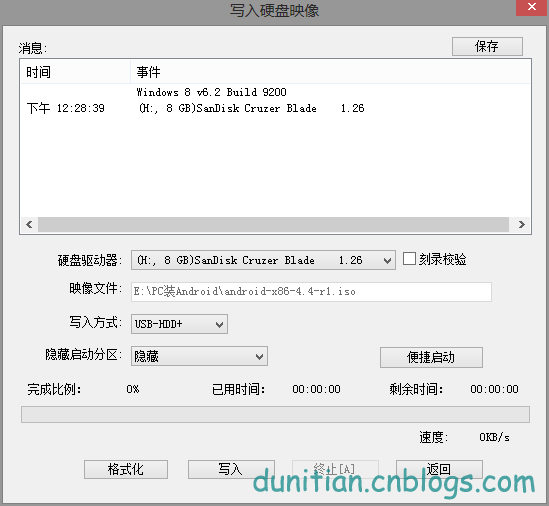 写入硬盘映像
消息:
保存
时间 事件
Windows 8 v6.2 Build 9200
下午 12:28:39 (H:, 8 GB)SanDisk Cruzer Blade 1.26
硬盘驱动器: (H:, 8 GB)SanDisk Cruzer Blade 1.26 刻录校验
映像文件: E:\PC装Android\android-x86-4.4-r1.iso
写入方式: USB-HDD+
隐藏启动分区: 隐藏 便捷启动
完成比例: 0% 已用时间: 00:00:00 剩余时间: 00:00:00
速度: 0KB/s
格式化 写入 终止[A] 返回
dunitian.cnblogs.com